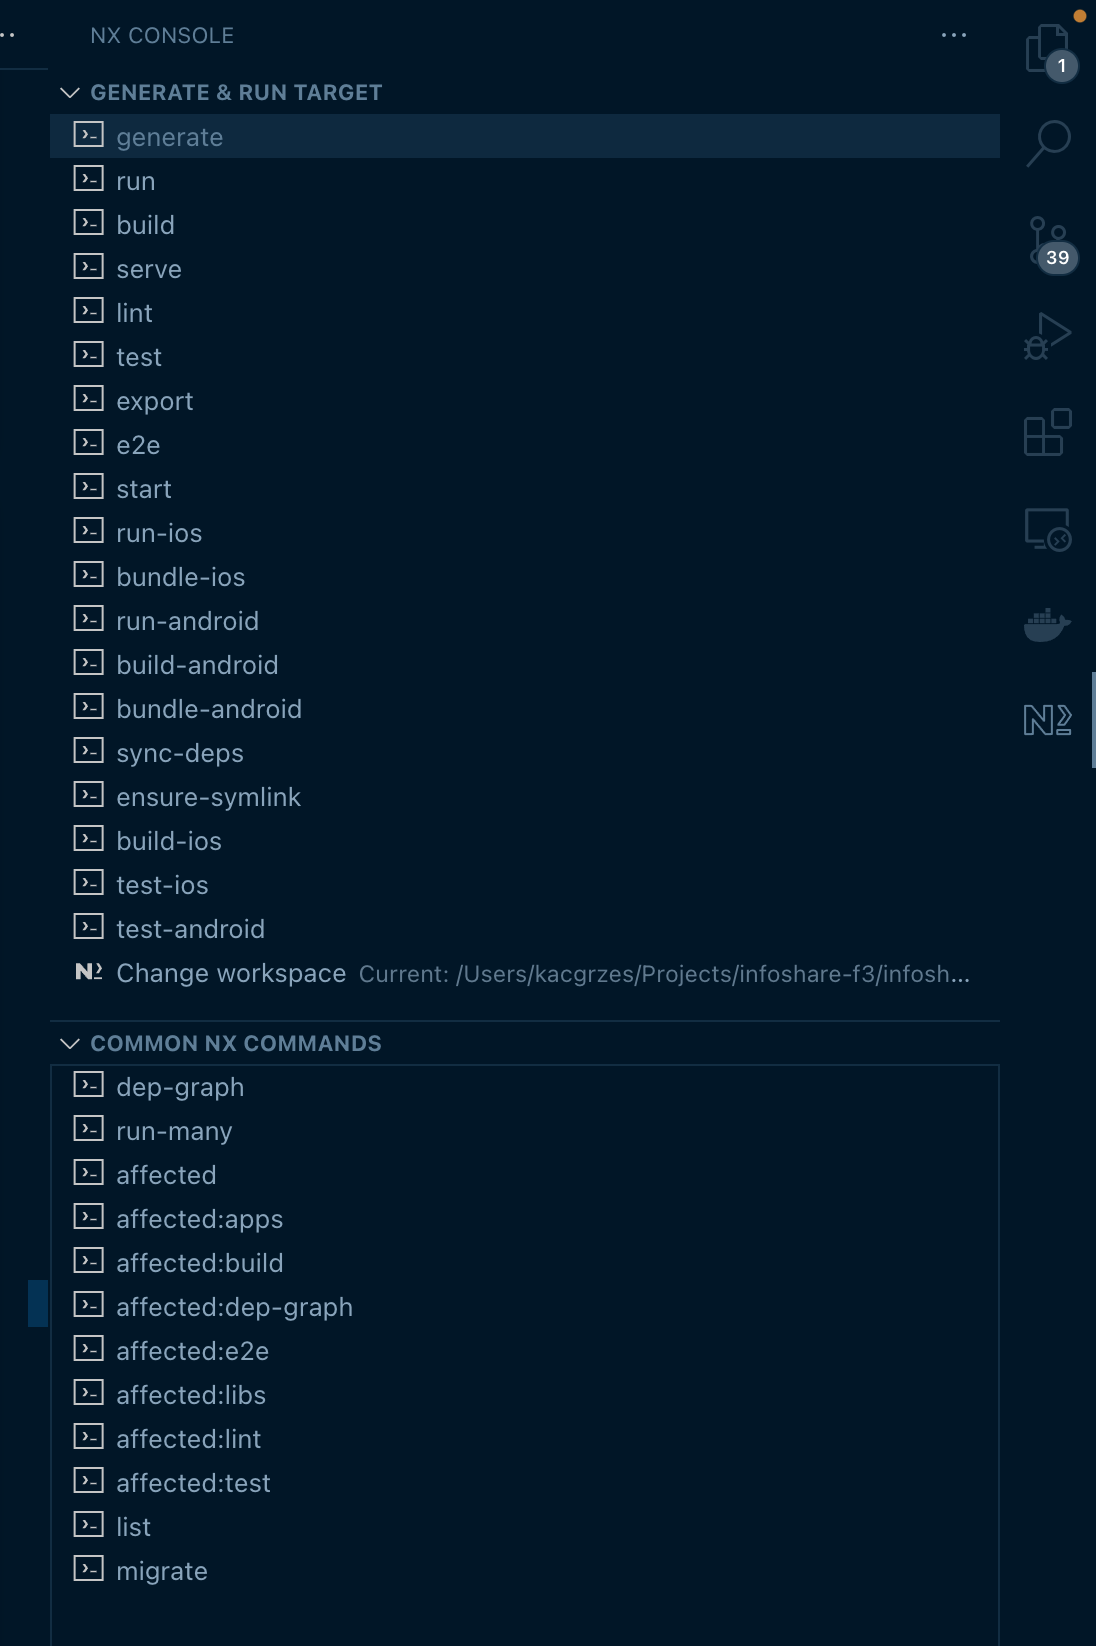 NX CONSOLE
GENERATE & RUN TARGET
generate
run
build
serve
lint
test
export
e2e
start
run-ios
bundle-ios
run-android
build-android
bundle-android
sync-deps
ensure-symlink
build-ios
test-ios
test-android
Change workspace Current: /Users/kacgrzes/Projects/infoshare-f3/infosh...
COMMON NX COMMANDS
dep-graph
run-many
affected
affected:apps
affected:build
affected:dep-graph
affected:e2e
affected:libs
affected:lint
affected:test
list
migrate
1
39